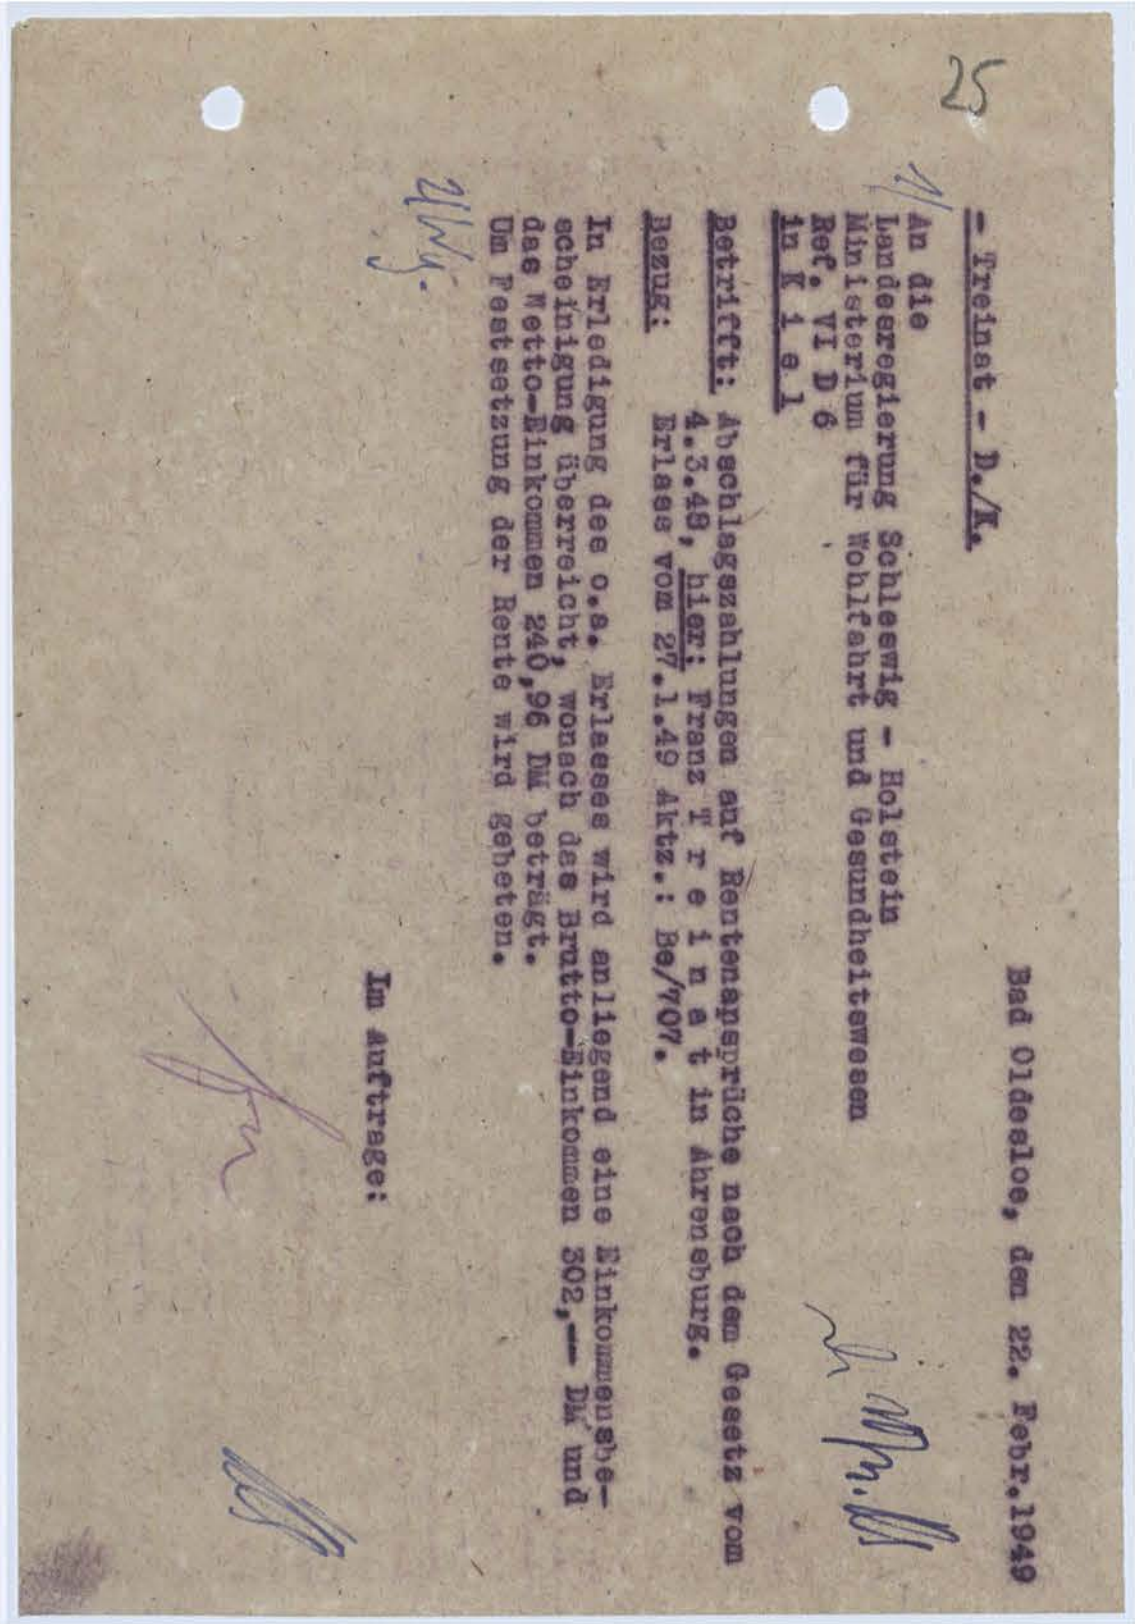 25
Bad Oldesloe, den 22. Febr.1949
- Treinat - D./K.
1/
An die
Landesregierung Schleswig - Holstein
Ministerium für Wohlfahrt und Gesundheitswesen
Ref. VI D 6
in K i e l
Betrifft: Abschlagszahlungen auf Rentenansprüche nach dem Gesetz vom
4.3.48, hier: Franz T r e i n a t in Ahrensburg.
Bezug: Erlass vom 27.1.49 Aktz.: Be/707.
In Erledigung des o.a. Erlasses wird anliegend eine Einkommensbe-
scheinigung überreicht, wonach das Brutto-Einkommen 302,-- DM und
das Netto-Einkommen 240,96 DM beträgt.
Um Festsetzung der Rente wird gebeten.
Im Auftrage: